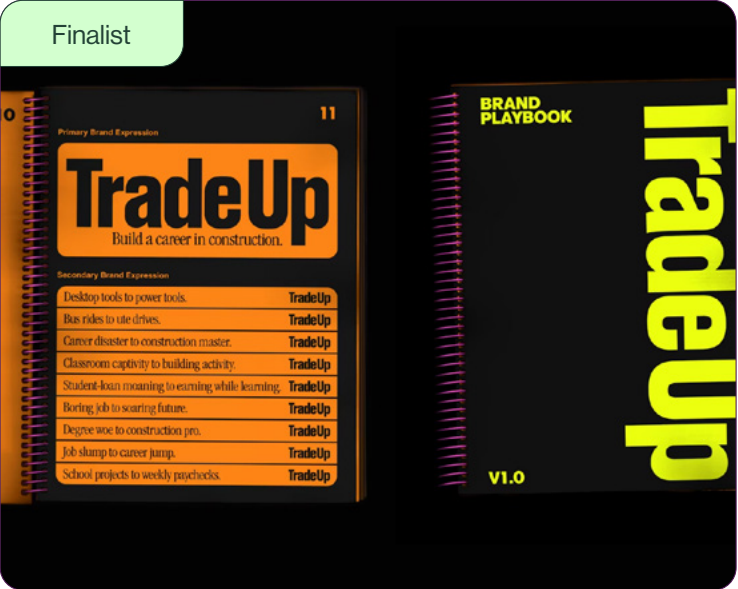 Finalist
10
11
Primary Brand Expression
TradeUp
Build a career in construction.
Secondary Brand Expression
Desktop tools to power tools. TradeUp
Bus rides to ute drives. TradeUp
Career disaster to construction master. TradeUp
Classroom captivity to building activity. TradeUp
Student-loan moaning to earning while learning. TradeUp
Boring job to soaring future. TradeUp
Degree woe to construction pro. TradeUp
Job slump to career jump. TradeUp
School projects to weekly paychecks. TradeUp
BRAND
PLAYBOOK
TradeUp
V1.0